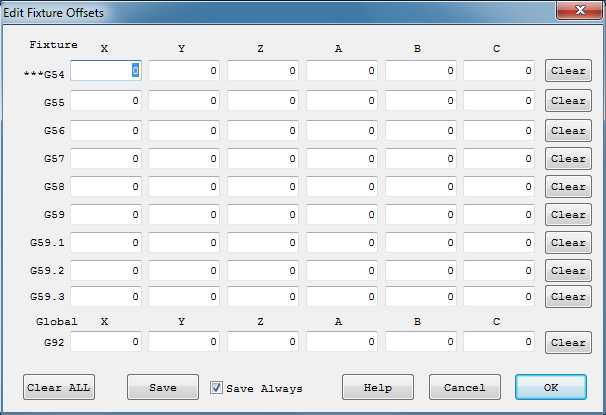 Edit Fixture Offsets
Fixture X Y Z A B C
***G54 0 0 0 0 0 0 Clear
G55 0 0 0 0 0 0 Clear
G56 0 0 0 0 0 0 Clear
G57 0 0 0 0 0 0 Clear
G58 0 0 0 0 0 0 Clear
G59 0 0 0 0 0 0 Clear
G59.1 0 0 0 0 0 0 Clear
G59.2 0 0 0 0 0 0 Clear
G59.3 0 0 0 0 0 0 Clear
Global X Y Z A B C
G92 0 0 0 0 0 0 Clear
Clear ALL Save Save Always Help Cancel OK